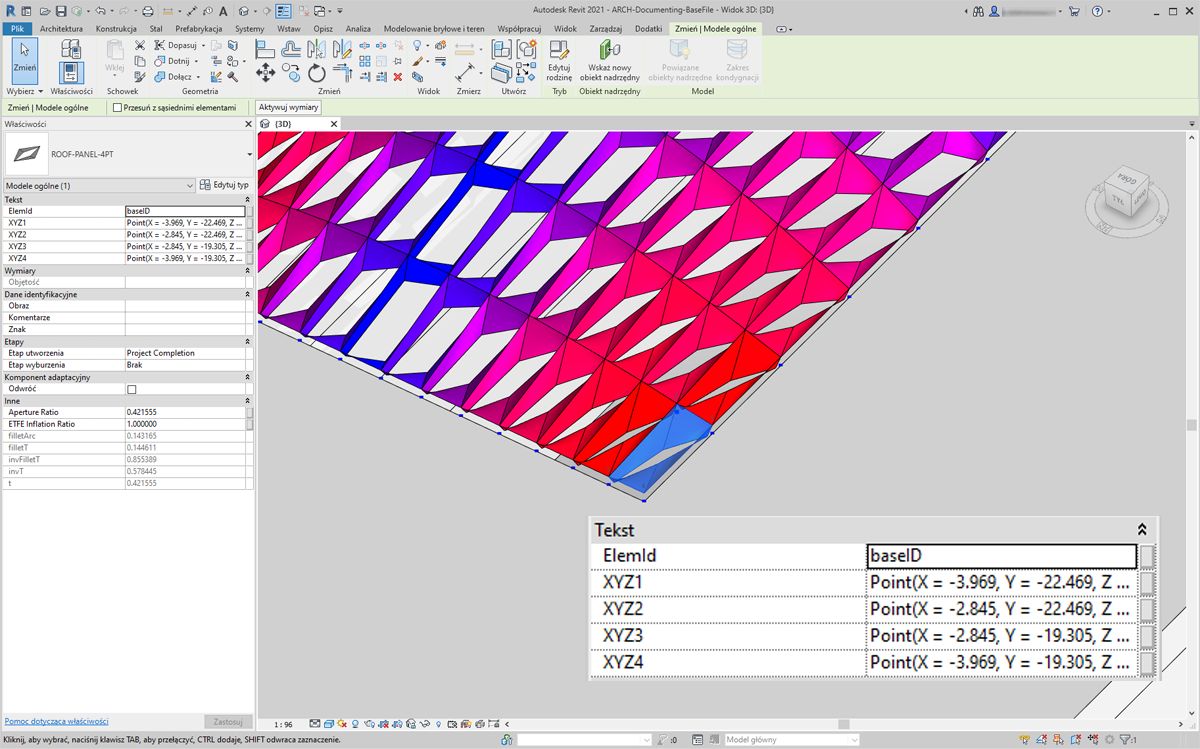 Autodesk Revit 2021 - ARCH-Documenting-BaseFile - Widok 3D: {3D}
Plik Architektura Konstrukcja Stal Prefabrykacja Systemy Wstaw Opisz Analiza Modelowanie bryłowe i teren Współpracuj Widok Zarządzaj Dodatki Zmień | Modele ogólne
Zmień
Wklej
Dopasuj
Dotnij
Dołącz
Edytuj rodzinę
Wskaż nowy obiekt nadrzędny
Powiązane obiekty nadrzędne
Zakres kondygnacji
Wybierz Właściwości Schowek Geometria Zmień Widok Zmierz Utwórz Tryb Obiekt nadrzędny Model
Zmień | Modele ogólne Przesuń z sąsiednimi elementami Aktywuj wymiary
Właściwości
{3D}
ROOF-PANEL-4PT
Modele ogólne (1) Edytuj typ
Tekst
ElemId baseID
XYZ1 Point(X = -3.969, Y = -22.469, Z ...
XYZ2 Point(X = -2.845, Y = -22.469, Z ...
XYZ3 Point(X = -2.845, Y = -19.305, Z ...
XYZ4 Point(X = -3.969, Y = -19.305, Z ...
Wymiary
Objętość
Dane identyfikacyjne
Obraz
Komentarze
Znak
Etapy
Etap utworzenia Project Completion
Etap wyburzenia Brak
Komponent adaptacyjny
Odwróć
Inne
Aperture Ratio 0.421555
ETFE Inflation Ratio 1.000000
filletArc 0.143165
filletT 0.144611
invFilletT 0.855389
invT 0.578445
t 0.421555
GÓRA
TYŁ
Tekst
ElemId baseID
XYZ1 Point(X = -3.969, Y = -22.469, Z ...
XYZ2 Point(X = -2.845, Y = -22.469, Z ...
XYZ3 Point(X = -2.845, Y = -19.305, Z ...
XYZ4 Point(X = -3.969, Y = -19.305, Z ...
Pomoc dotycząca właściwości Zastosuj
1 : 96
Kliknij, aby wybrać, naciśnij klawisz TAB, aby przełączyć, CTRL dodaje, SHIFT odwraca zaznaczenie.
:0
Model główny
:1